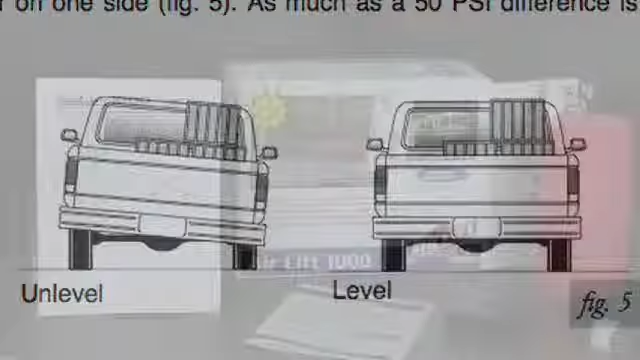 on one side (fig. 5). As much as a 50 PSI difference is
Air Lift 1000
Unlevel
Level
fig. 5